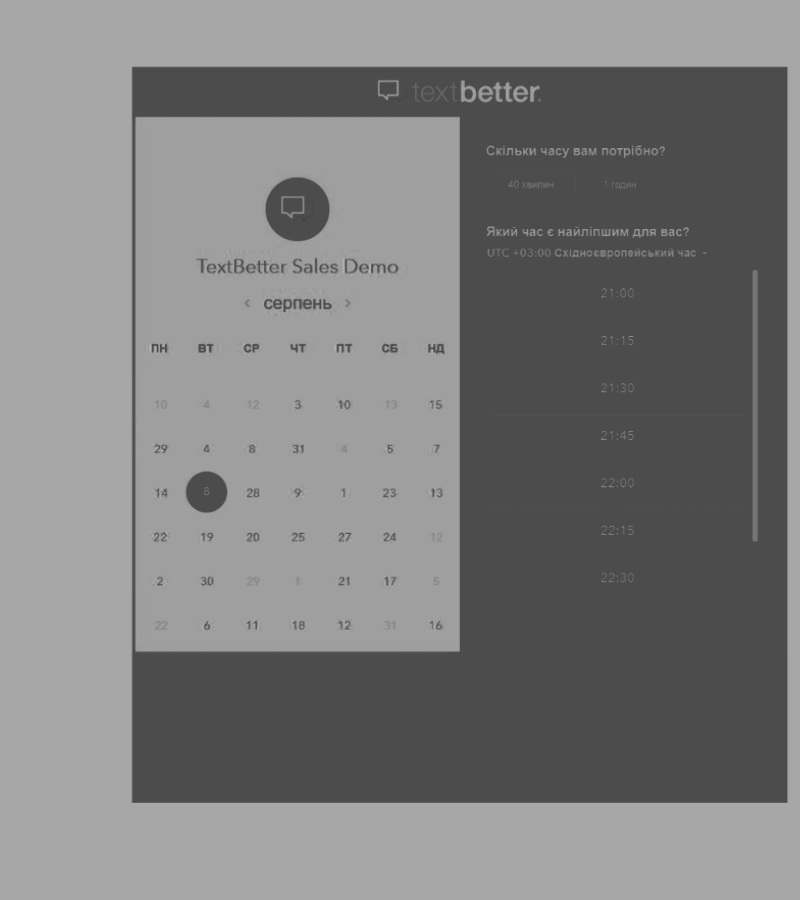 textbetter.
TextBetter Sales Demo
‹ серпень ›
ПН ВТ СР ЧТ ПТ СБ НД
10 4 12 3 10 13 15
29 4 8 31 4 5 7
14 8 28 9 1 23 13
22 19 20 25 27 24 12
2 30 29 1 21 17 5
22 6 11 18 12 31 16
Скільки часу вам потрібно?
40 хвилин 1 годин
Який час є найліпшим для вас?
UTC +03:00 Східноєвропейський час
21:00
21:15
21:30
21:45
22:00
22:15
22:30